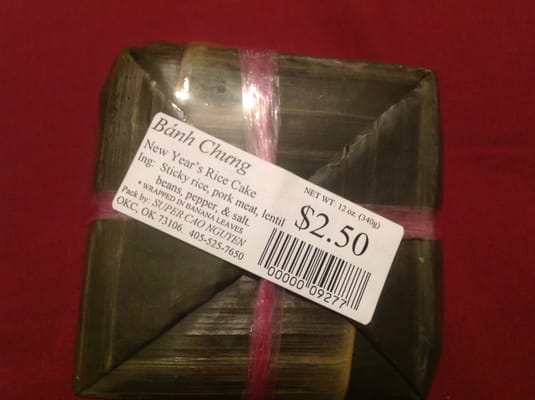 Bánh Chung
New Year's Rice Cake
Ing: Sticky rice, pork meat, lentil
beans, pepper, & salt
• WRAPPED IN BANANA LEAVES
Pack by: SUPER CAO NGUYEN
OKC, OK 73106. 405-525-7650
NET WT: 12 oz. (340g)
$2.50
00000 09277